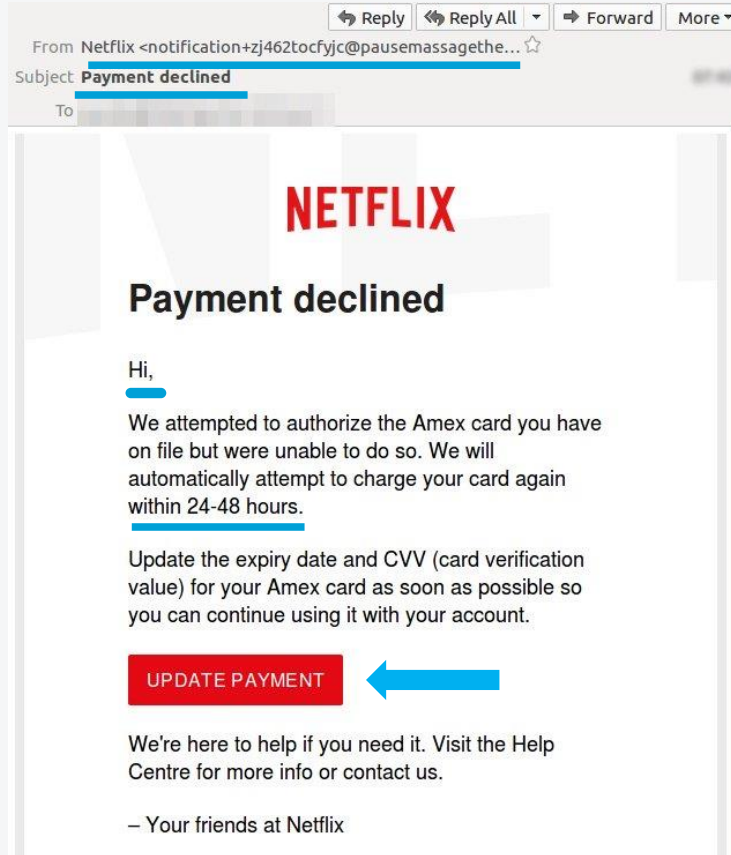 Reply Reply All Forward More
From Netflix <notification+zj462tocfyjc@pausemassagethe...
Subject Payment declined
To
NETFLIX
Payment declined
Hi,
We attempted to authorize the Amex card you have
on file but were unable to do so. We will
automatically attempt to charge your card again
within 24-48 hours.
Update the expiry date and CVV (card verification
value) for your Amex card as soon as possible so
you can continue using it with your account.
UPDATE PAYMENT
We're here to help if you need it. Visit the Help
Centre for more info or contact us.
– Your friends at Netflix